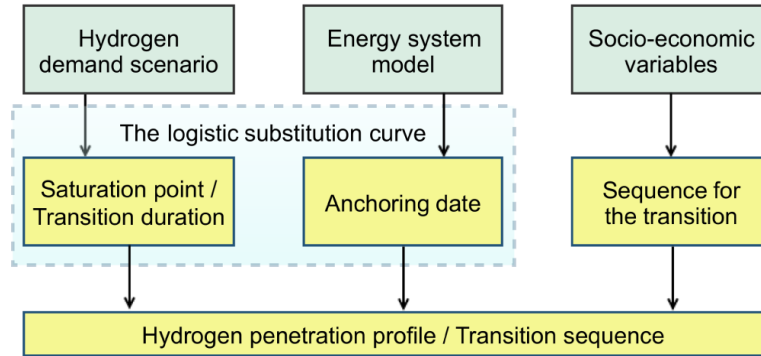 Hydrogen
demand scenario
Energy system
model
Socio-economic
variables
The logistic substitution curve
Saturation point /
Transition duration
Anchoring date
Sequence for
the transition
Hydrogen penetration profile / Transition sequence